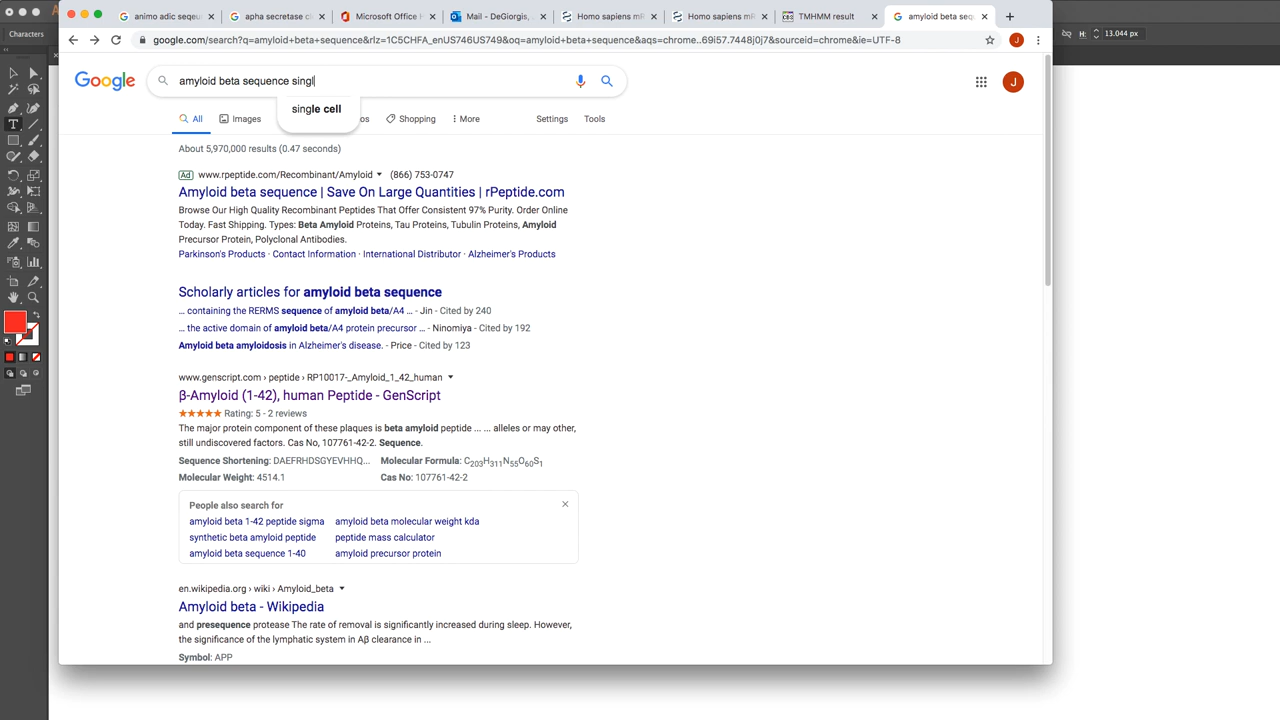 animo adic seqeu
apha secretase cl
Microsoft Office H
Mail - DeGiorgis,
Homo sapiens mR
Homo sapiens mR
TMHMM result
amyloid beta sequ
google.com/search?q=amyloid+beta+sequence&rlz=1C5CHFA_enUS746US749&oq=amyloid+beta+sequence&aqs=chrome..69i57.7448j0j7&sourceid=chrome&ie=UTF-8
J
Characters
H:
13.044 px
Google
amyloid beta sequence singl
J
single cell
All
Images
os
Shopping
More
Settings
Tools
About 5,970,000 results (0.47 seconds)
Ad www.rpeptide.com/Recombinant/Amyloid (866) 753-0747
Amyloid beta sequence | Save On Large Quantities | rPeptide.com
Browse Our High Quality Recombinant Peptides That Offer Consistent 97% Purity. Order Online
Today. Fast Shipping. Types: Beta Amyloid Proteins, Tau Proteins, Tubulin Proteins, Amyloid
Precursor Protein, Polyclonal Antibodies.
Parkinson's Products · Contact Information · International Distributor · Alzheimer's Products
Scholarly articles for amyloid beta sequence
... containing the RERMS sequence of amyloid beta/A4 ... - Jin - Cited by 240
... the active domain of amyloid beta/A4 protein precursor ... - Ninomiya - Cited by 192
Amyloid beta amyloidosis in Alzheimer's disease. - Price - Cited by 123
www.genscript.com › peptide › RP10017-_Amyloid_1_42_human
β-Amyloid (1-42), human Peptide - GenScript
Rating: 5 - 2 reviews
The major protein component of these plaques is beta amyloid peptide ... ... alleles or may other,
still undiscovered factors. Cas No, 107761-42-2. Sequence.
Sequence Shortening: DAEFRHDSGYEVHHQ... Molecular Formula: C203H311N55O60S1
Molecular Weight: 4514.1 Cas No: 107761-42-2
People also search for
amyloid beta 1-42 peptide sigma
amyloid beta molecular weight kda
synthetic beta amyloid peptide
peptide mass calculator
amyloid beta sequence 1-40
amyloid precursor protein
en.wikipedia.org › wiki › Amyloid_beta
Amyloid beta - Wikipedia
and presequence protease The rate of removal is significantly increased during sleep. However,
the significance of the lymphatic system in Aβ clearance in ...
Symbol: APP